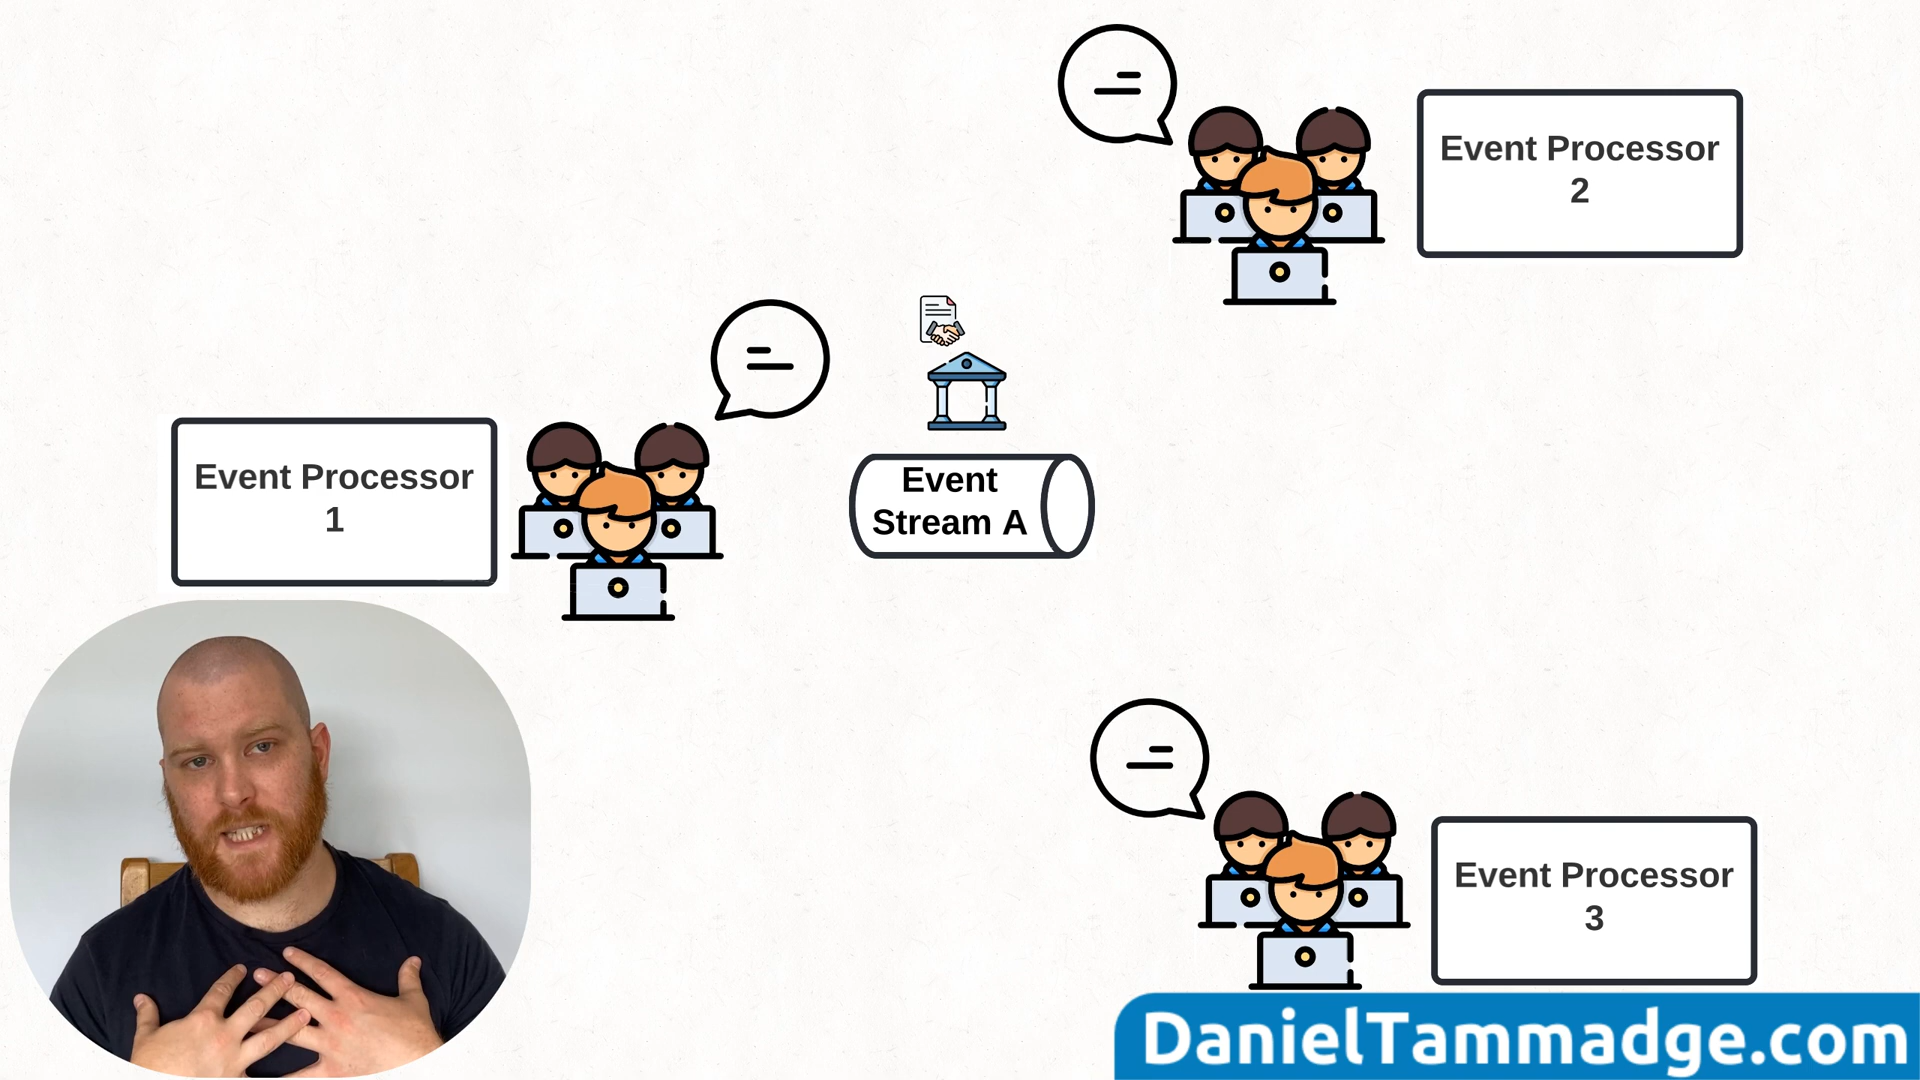 Event Processor
2
Event Processor
1
Event
Stream A
Event Processor
3
DanielTammadge.com